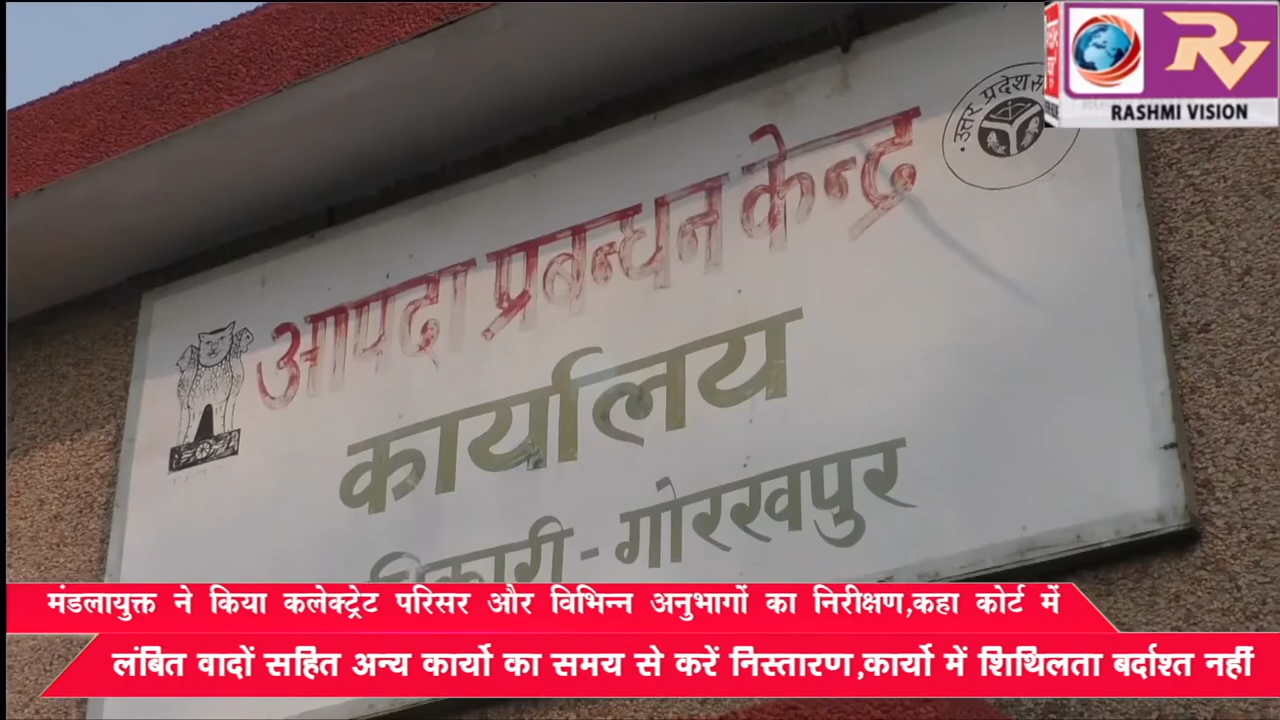 RV
RASHMI VISION
उत्तर प्रदेश
आपदा प्रबन्धन केन्द्र
कार्यालय
-गोरखपुर
मंडलायुक्त ने किया कलेक्ट्रेट परिसर और विभिन्न अनुभागों का निरीक्षण,कहा कोर्ट में
लंबित वादों सहित अन्य कार्यो का समय से करें निस्तारण,कार्यो में शिथिलता बर्दाश्त नहीं